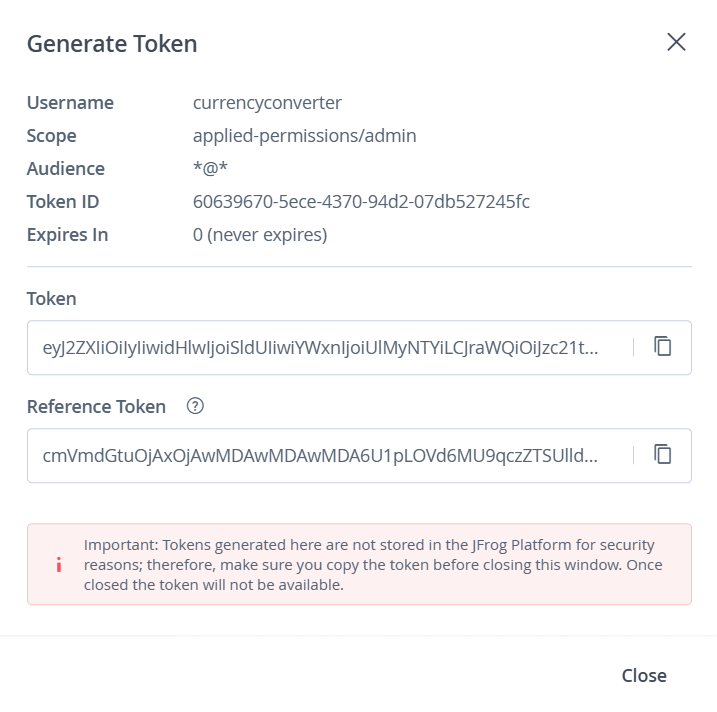 Generate Token
Username currencyconverter
Scope applied-permissions/admin
Audience *@*
Token ID 60639670-5ece-4370-94d2-07db527245fc
Expires In 0 (never expires)
Token
eyJ2ZXIiOiIyIiwidHlwIjoiSldUIiwiYWxnIjoiUlMyNTYiLCJraWQiOiJzc21t...
Reference Token
cmVmdGtuOjAxOjAwMDAwMDAwMDA6U1pLOVd6MU9qczZTSUlld...
Important: Tokens generated here are not stored in the JFrog Platform for security
reasons; therefore, make sure you copy the token before closing this window. Once
closed the token will not be available.
Close